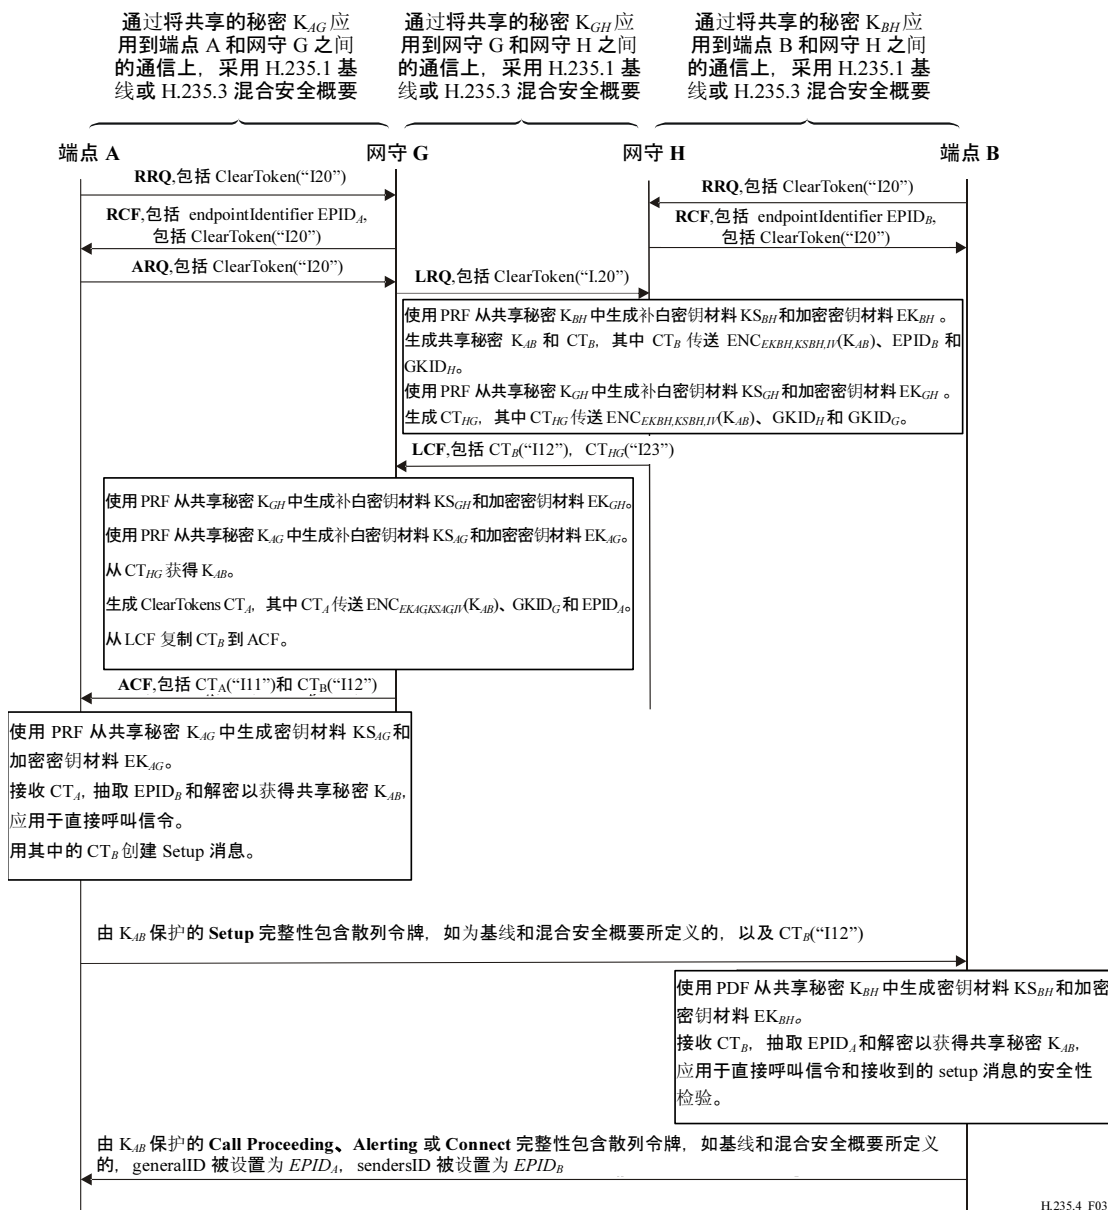 通过将共享的秘密 KAG 应
用到端点 A 和网守 G 之间
的通信上，采用 H.235.1 基
线或 H.235.3 混合安全概要
通过将共享的秘密 KGH 应
用到网守 G 和网守 H 之间
的通信上，采用 H.235.1 基
线或 H.235.3 混合安全概要
通过将共享的秘密 KBH 应
用到端点 B 和网守 H 之间
的通信上，采用 H.235.1 基
线或 H.235.3 混合安全概要
端点 A
网守 G
网守 H
端点 B
RRQ,包括 ClearToken(“I20”)
RRQ,包括 ClearToken(“I20”)
RCF,包括 endpointIdentifier EPIDA,
包括 ClearToken(“I20”)
RCF,包括 endpointIdentifier EPIDB,
包括 ClearToken(“I20”)
ARQ,包括 ClearToken(“I20”)
LRQ,包括 ClearToken(“I.20”)
使用 PRF 从共享秘密 KBH 中生成补白密钥材料 KSBH 和加密密钥材料 EKBH 。
生成共享秘密 KAB 和 CTB，其中 CTB 传送 ENCEKBH,KSBH,IV(KAB)、EPIDB 和
GKIDH。
使用 PRF 从共享秘密 KGH 中生成补白密钥材料 KSGH 和加密密钥材料 EKGH 。
生成 CTHG，其中 CTHG 传送 ENCEKBH,KSBH,IV(KAB)、GKIDH 和 GKIDG。
LCF,包括 CTB(“I12”)，CTHG(“I23”)
使用 PRF 从共享秘密 KGH 中生成补白密钥材料 KSGH 和加密密钥材料 EKGH。
使用 PRF 从共享秘密 KAG 中生成补白密钥材料 KSAG 和加密密钥材料 EKAG。
从 CTHG 获得 KAB。
生成 ClearTokens CTA，其中 CTA 传送 ENCEKAGKSAGIV(KAB)、GKIDG 和 EPIDA。
从 LCF 复制 CTB 到 ACF。
ACF,包括 CTA(“I11”)和 CTB(“I12”)
使用 PRF 从共享秘密 KAG 中生成密钥材料 KSAG 和
加密密钥材料 EKAG。
接收 CTA, 抽取 EPIDB 和解密以获得共享秘密 KAB,
应用于直接呼叫信令。
用其中的 CTB 创建 Setup 消息。
由 KAB 保护的 Setup 完整性包含散列令牌，如为基线和混合安全概要所定义的，以及 CTB(“I12”)
使用 PDF 从共享秘密 KBH 中生成密钥材料 KSBH 和加密
密钥材料 EKBH。
接收 CTB，抽取 EPIDA 和解密以获得共享秘密 KAB,
应用于直接呼叫信令和接收到的 setup 消息的安全性
检验。
由 KAB 保护的 Call Proceeding、Alerting 或 Connect 完整性包含散列令牌，如基线和混合安全概要所定义
的，generalID 被设置为 EPIDA，sendersID 被设置为 EPIDB
H.235.4_F03